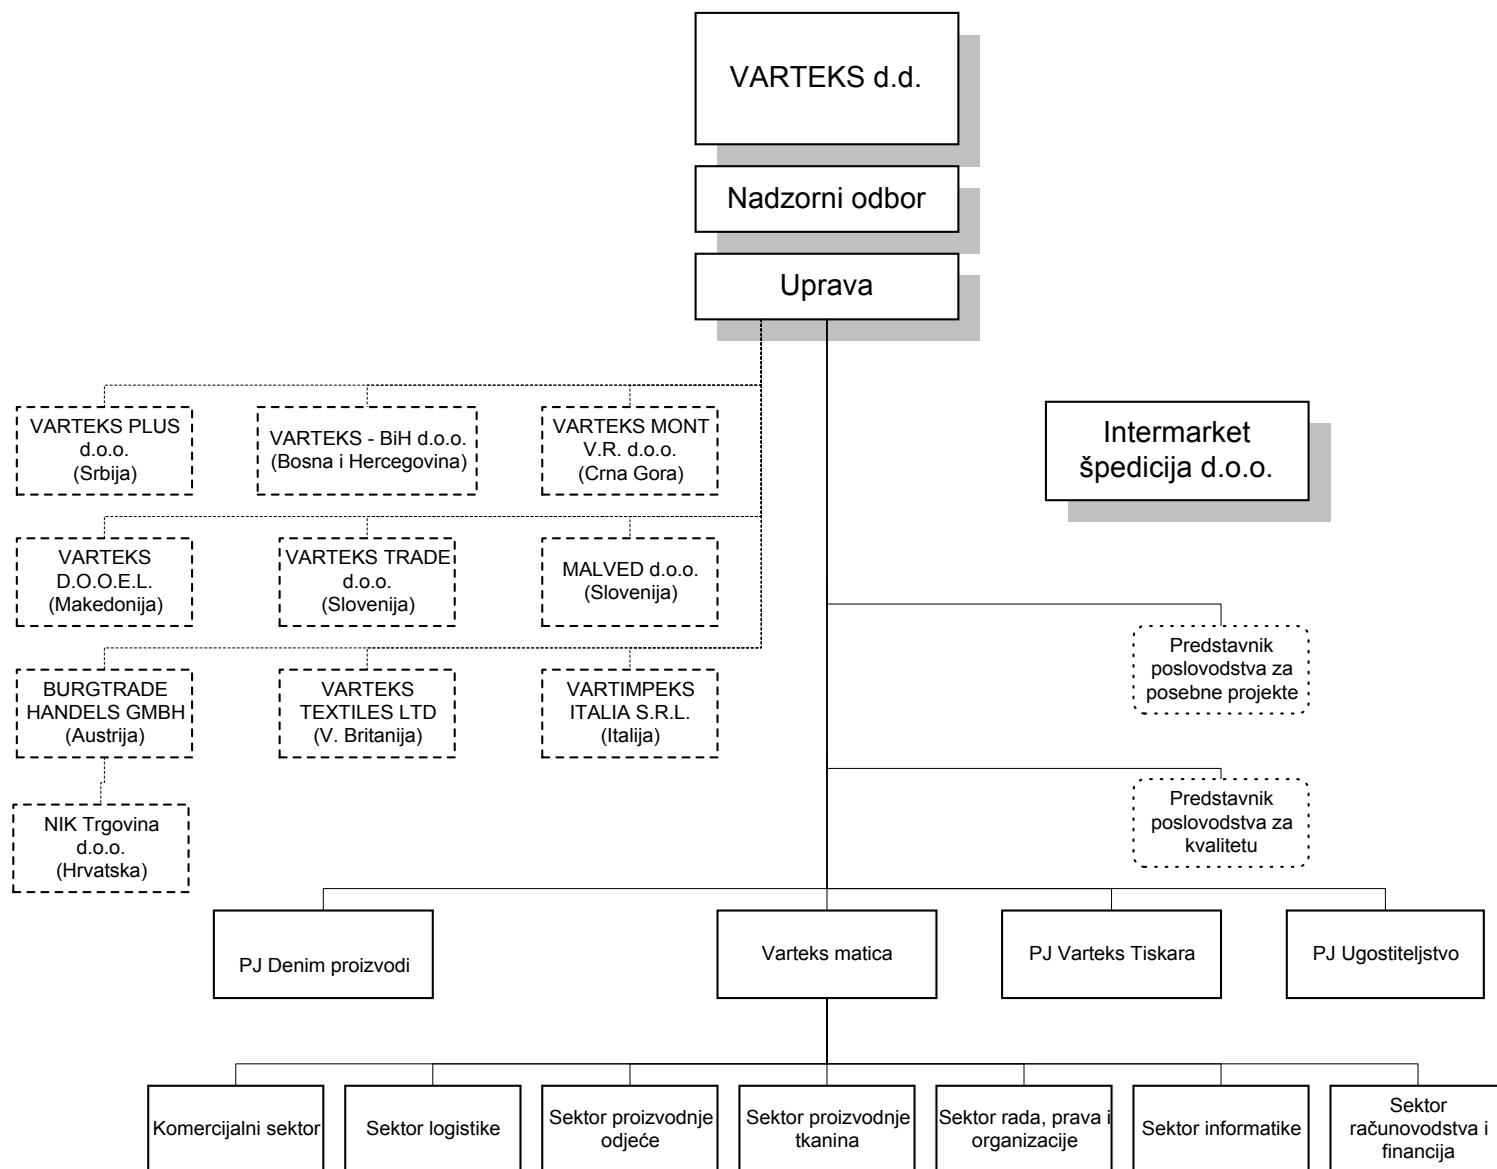 VARTEKS d.d.
Nadzorni odbor
Uprava
VARTEKS PLUS
d.o.o.
(Srbija)
VARTEKS - BiH d.o.o.
(Bosna i Hercegovina)
VARTEKS MONT
V.R. d.o.o.
(Crna Gora)
Intermarket
špedicija d.o.o.
VARTEKS
D.O.O.E.L.
(Makedonija)
VARTEKS TRADE
d.o.o.
(Slovenija)
MALVED d.o.o.
(Slovenija)
Predstavnik
poslovodstva za
posebne projekte
BURGTRADE
HANDELS GMBH
(Austrija)
VARTEKS
TEXTILES LTD
(V. Britanija)
VARTIMPEKS
ITALIA S.R.L.
(Italija)
Predstavnik
poslovodstva za
kvalitetu
NIK Trgovina
d.o.o.
(Hrvatska)
PJ Denim proizvodi
Varteks matica
PJ Varteks Tiskara
PJ Ugostiteljstvo
Komercijalni sektor
Sektor logistike
Sektor proizvodnje
odjeće
Sektor proizvodnje
tkanina
Sektor rada, prava i
organizacije
Sektor informatike
Sektor
računovodstva i
financija